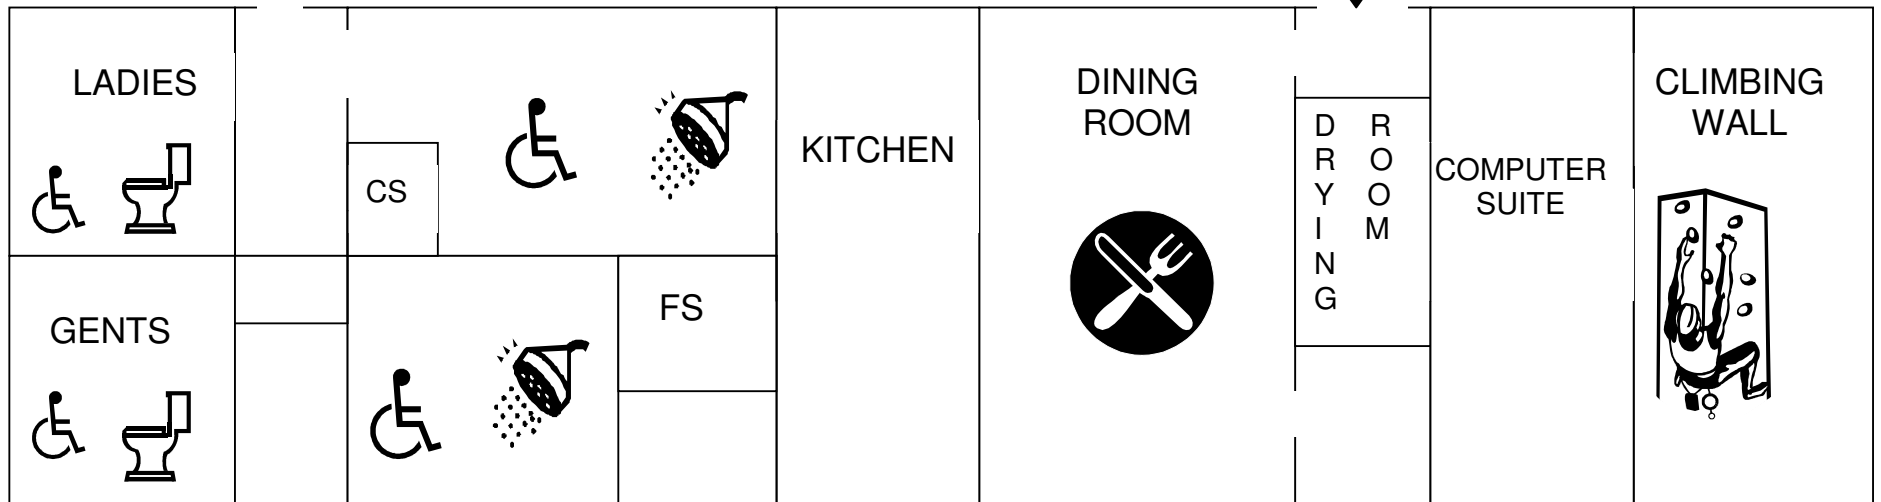 LADIES
CS
GENTS
FS
KITCHEN
DINING
ROOM
DRYING
ROOM
COMPUTER
SUITE
CLIMBING
WALL